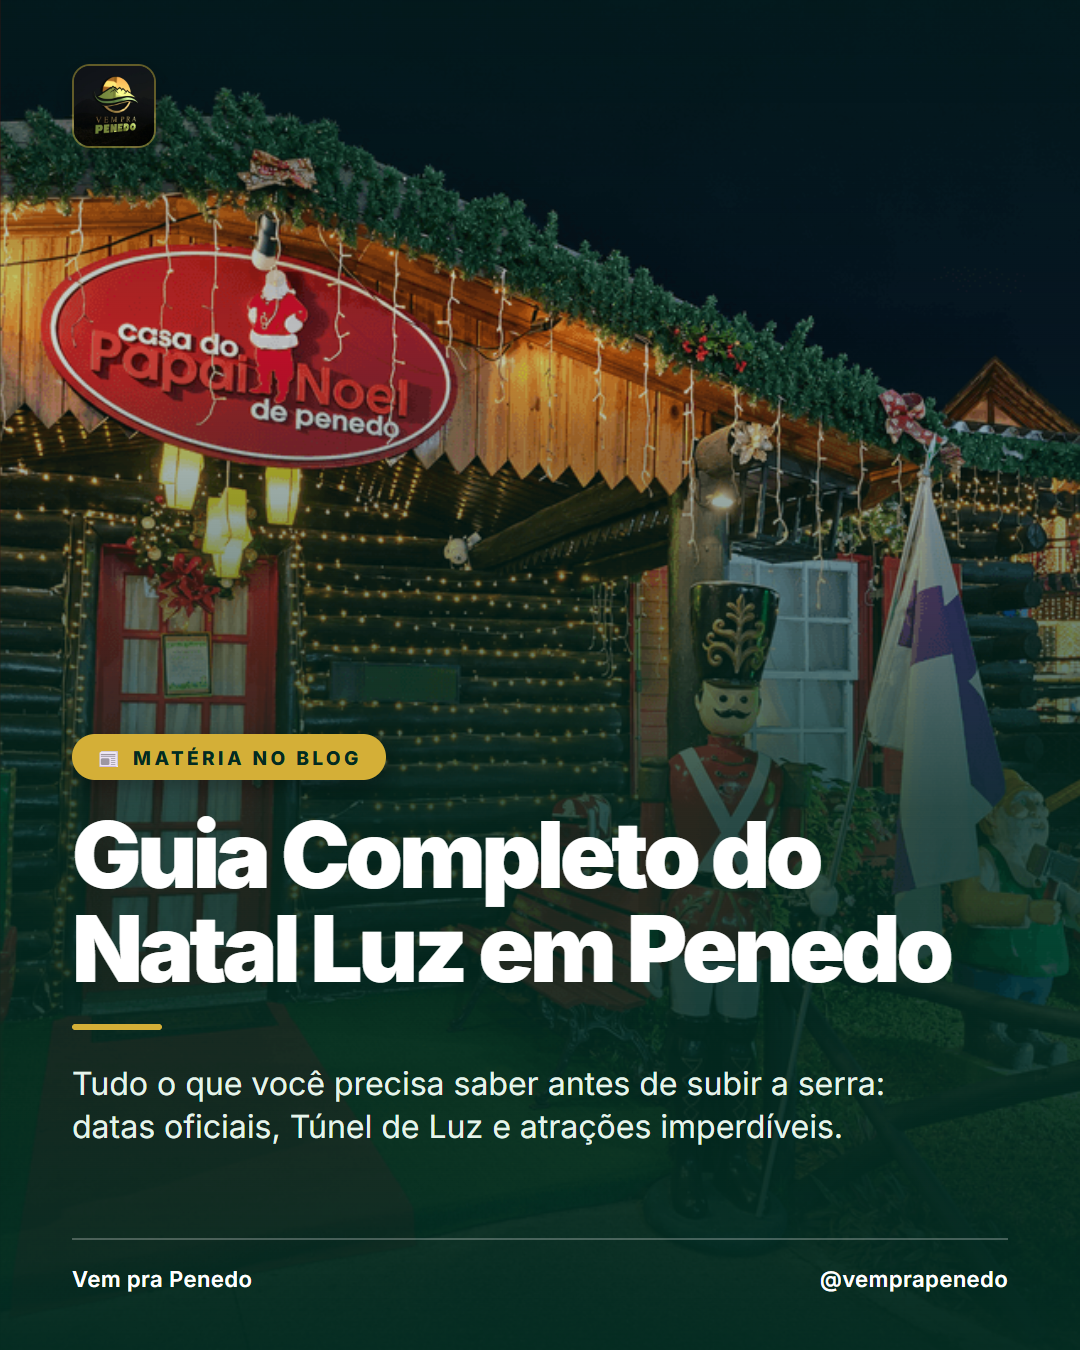 VEM PRA
PENEDO
casa do
Papai Noel
de penedo
MATÉRIA NO BLOG
Guia Completo do
Natal Luz em Penedo
Tudo o que você precisa saber antes de subir a serra:
datas oficiais, Túnel de Luz e atrações imperdíveis.
Vem pra Penedo
@vemprapenedo